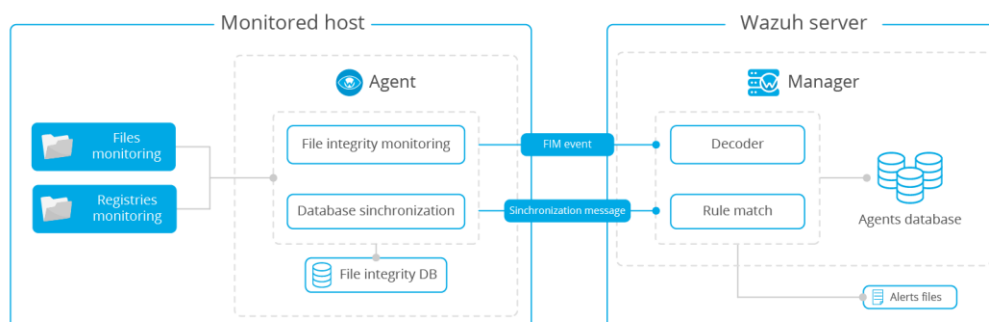 Monitored host
Wazuh server
Agent
Manager
Files
monitoring
Registries
monitoring
File integrity monitoring
FIM event
Decoder
Database sinchronization
Sinchronization message
Rule match
Agents database
File integrity DB
Alerts files